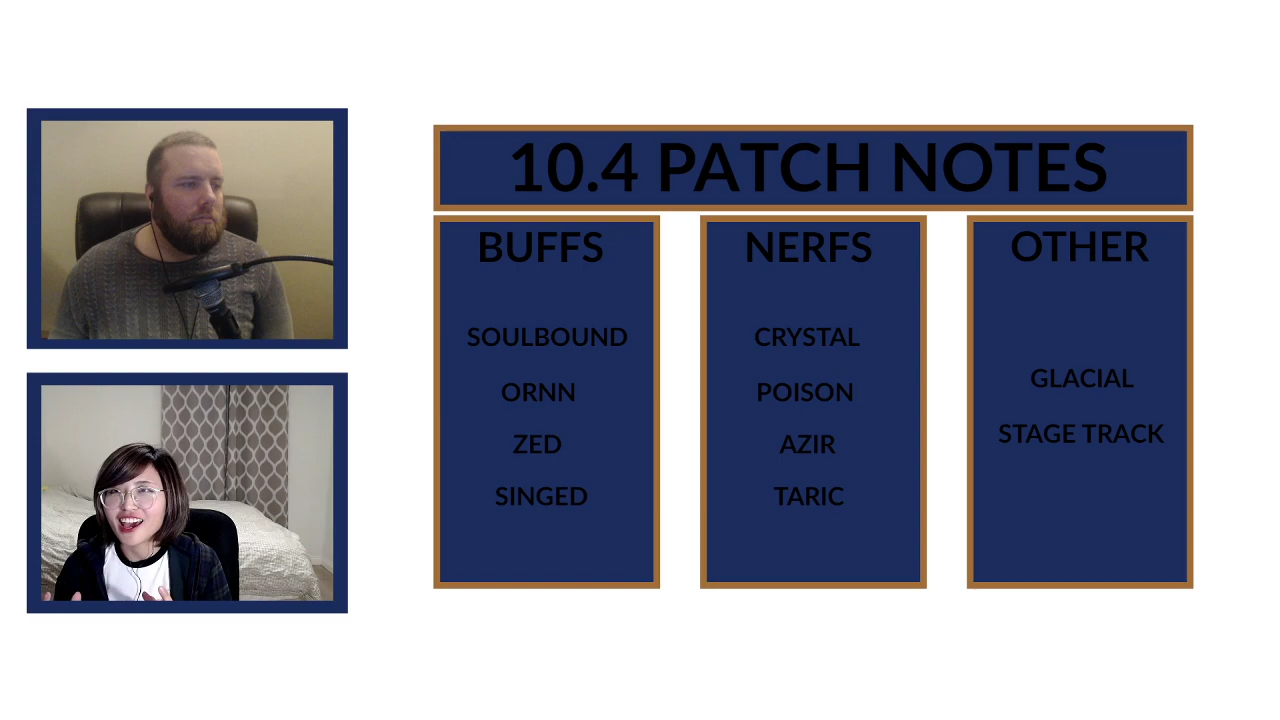 10.4 PATCH NOTES
BUFFS
SOULBOUND
ORNN
ZED
SINGED
NERFS
CRYSTAL
POISON
AZIR
TARIC
OTHER
GLACIAL
STAGE TRACK